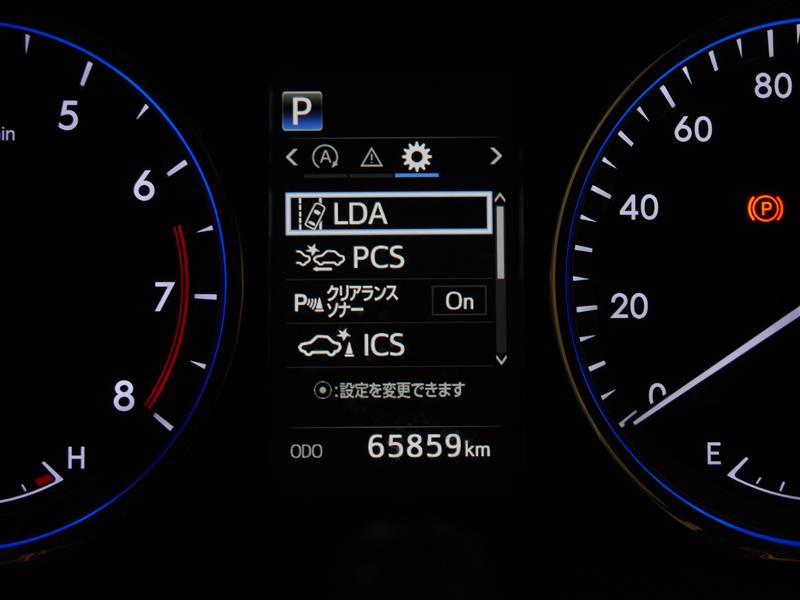 5
6
7
8
H
in
P
A
LDA
PCS
P クリアランス
ソナー
On
ICS
:設定を変更できます
ODO 65859km
80
60
40
20
0
P
E